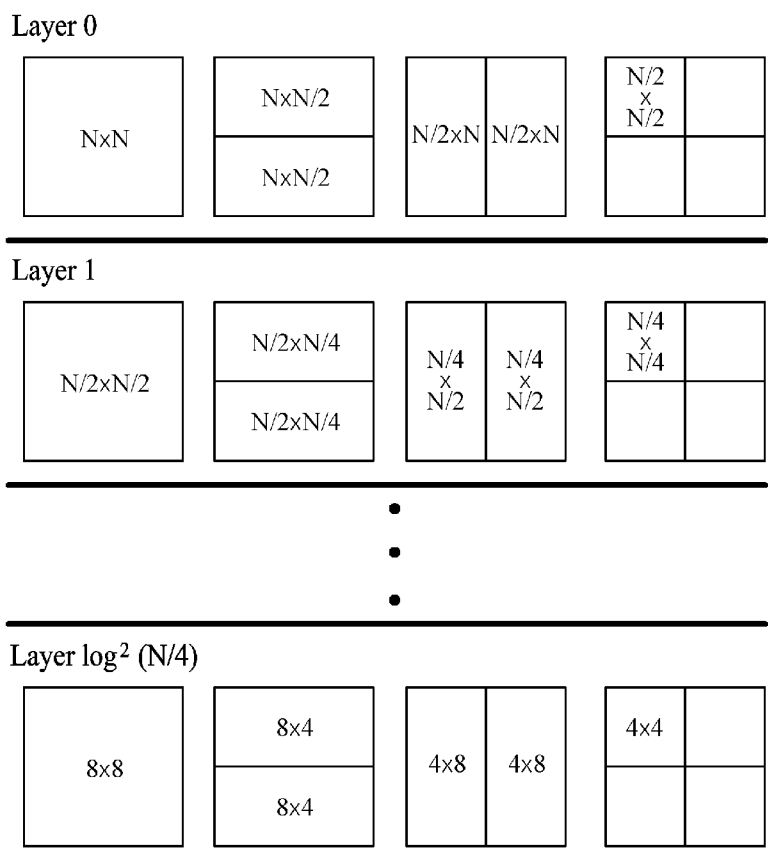 Layer 0
NxN
NxN/2
NxN/2
N/2xN
N/2xN
N/2
x
N/2
Layer 1
N/2xN/2
N/2xN/4
N/2xN/4
N/4
x
N/2
N/4
x
N/2
N/4
x
N/4
Layer log² (N/4)
8x8
8x4
8x4
4x8
4x8
4x4